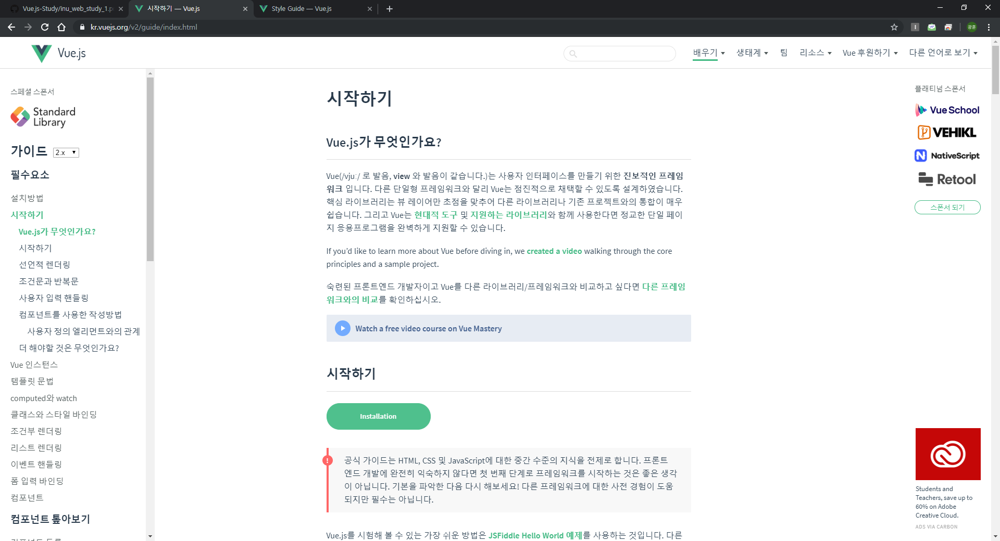 Vue.js-Study/inu_web_study_1.p
시작하기 — Vue.js
Style Guide — Vue.js
kr.vuejs.org/v2/guide/index.html
광훈
Vue.js
배우기
생태계
팀
리소스
Vue 후원하기
다른 언어로 보기
스페셜 스폰서
Standard
Library
가이드 2.x
필수요소
설치방법
시작하기
Vue.js가 무엇인가요?
시작하기
선언적 렌더링
조건문과 반복문
사용자 입력 핸들링
컴포넌트를 사용한 작성방법
사용자 정의 엘리먼트와의 관계
더 해야할 것은 무엇인가요?
Vue 인스턴스
템플릿 문법
computed와 watch
클래스와 스타일 바인딩
조건부 렌더링
리스트 렌더링
이벤트 핸들링
폼 입력 바인딩
컴포넌트
컴포넌트 톺아보기
시작하기
Vue.js가 무엇인가요?
Vue(/vjuː/ 로 발음, view 와 발음이 같습니다.)는 사용자 인터페이스를 만들기 위한 진보적인 프레임
워크 입니다. 다른 단일형 프레임워크와 달리 Vue는 점진적으로 채택할 수 있도록 설계하였습니다.
핵심 라이브러리는 뷰 레이어만 초점을 맞추어 다른 라이브러리나 기존 프로젝트와의 통합이 매우
쉽습니다. 그리고 Vue는 현대적 도구 및 지원하는 라이브러리와 함께 사용한다면 정교한 단일 페이
지 응용프로그램을 완벽하게 지원할 수 있습니다.
If you’d like to learn more about Vue before diving in, we created a video walking through the core
principles and a sample project.
숙련된 프론트엔드 개발자이고 Vue를 다른 라이브러리/프레임워크와 비교하고 싶다면 다른 프레임
워크와의 비교를 확인하십시오.
Watch a free video course on Vue Mastery
시작하기
Installation
공식 가이드는 HTML, CSS 및 JavaScript에 대한 중간 수준의 지식을 전제로 합니다. 프론트
엔드 개발에 완전히 익숙하지 않다면 첫 번째 단계로 프레임워크를 시작하는 것은 좋은 생각
이 아닙니다. 기본을 파악한 다음 다시 해보세요! 다른 프레임워크에 대한 사전 경험이 도움
되지만 필수는 아닙니다.
Vue.js를 시험해 볼 수 있는 가장 쉬운 방법은 JSFiddle Hello World 예제를 사용하는 것입니다. 다른
플래티넘 스폰서
Vue School
VEHIKL
NativeScript
Retool
스폰서 되기
Students and
Teachers, save up to
60% on Adobe
Creative Cloud.
ADS VIA CARBON